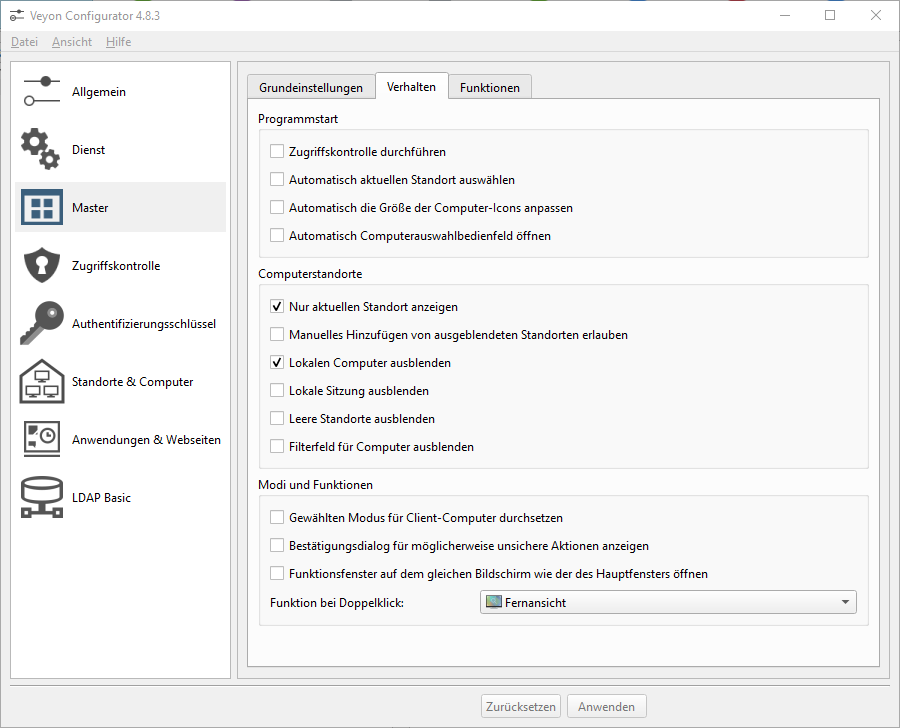 Veyon Configurator 4.8.3
Datei Ansicht Hilfe
Allgemein
Dienst
Master
Zugriffskontrolle
Authentifizierungsschlüssel
Standorte & Computer
Anwendungen & Webseiten
LDAP Basic
Grundeinstellungen Verhalten Funktionen
Programmstart
Zugriffskontrolle durchführen
Automatisch aktuellen Standort auswählen
Automatisch die Größe der Computer-Icons anpassen
Automatisch Computerauswahlbedienfeld öffnen
Computerstandorte
Nur aktuellen Standort anzeigen
Manuelles Hinzufügen von ausgeblendeten Standorten erlauben
Lokalen Computer ausblenden
Lokale Sitzung ausblenden
Leere Standorte ausblenden
Filterfeld für Computer ausblenden
Modi und Funktionen
Gewählten Modus für Client-Computer durchsetzen
Bestätigungsdialog für möglicherweise unsichere Aktionen anzeigen
Funktionsfenster auf dem gleichen Bildschirm wie der des Hauptfensters öffnen
Funktion bei Doppelklick: Fernansicht
Zurücksetzen Anwenden